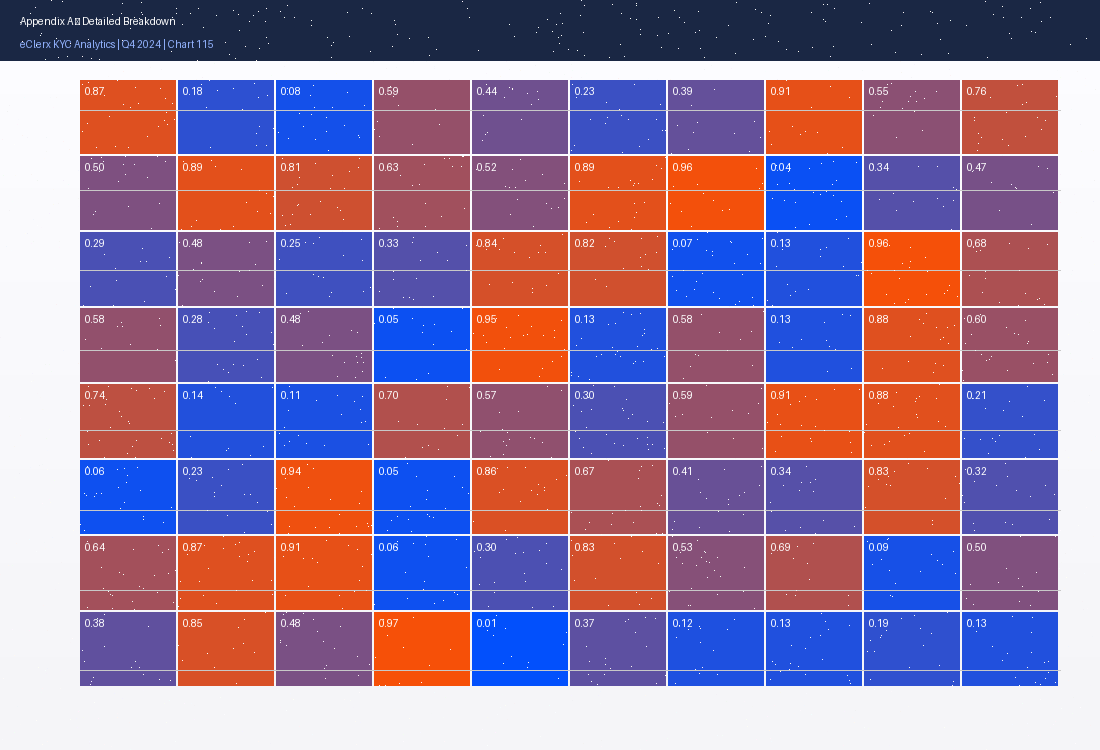 Appendix A Detailed Breakdown
eClerx KYC Analytics | Q4 2024 | Chart 115
0.87 0.18 0.08 0.59 0.44 0.23 0.39 0.91 0.55 0.76
0.50 0.89 0.81 0.63 0.52 0.89 0.96 0.04 0.34 0.47
0.29 0.48 0.25 0.33 0.84 0.82 0.07 0.13 0.96 0.68
0.58 0.28 0.48 0.05 0.95 0.13 0.58 0.13 0.88 0.60
0.74 0.14 0.11 0.70 0.57 0.30 0.59 0.91 0.88 0.21
0.06 0.23 0.94 0.05 0.86 0.67 0.41 0.34 0.83 0.32
0.64 0.87 0.91 0.06 0.30 0.83 0.53 0.69 0.09 0.50
0.38 0.85 0.48 0.97 0.01 0.37 0.12 0.13 0.19 0.13